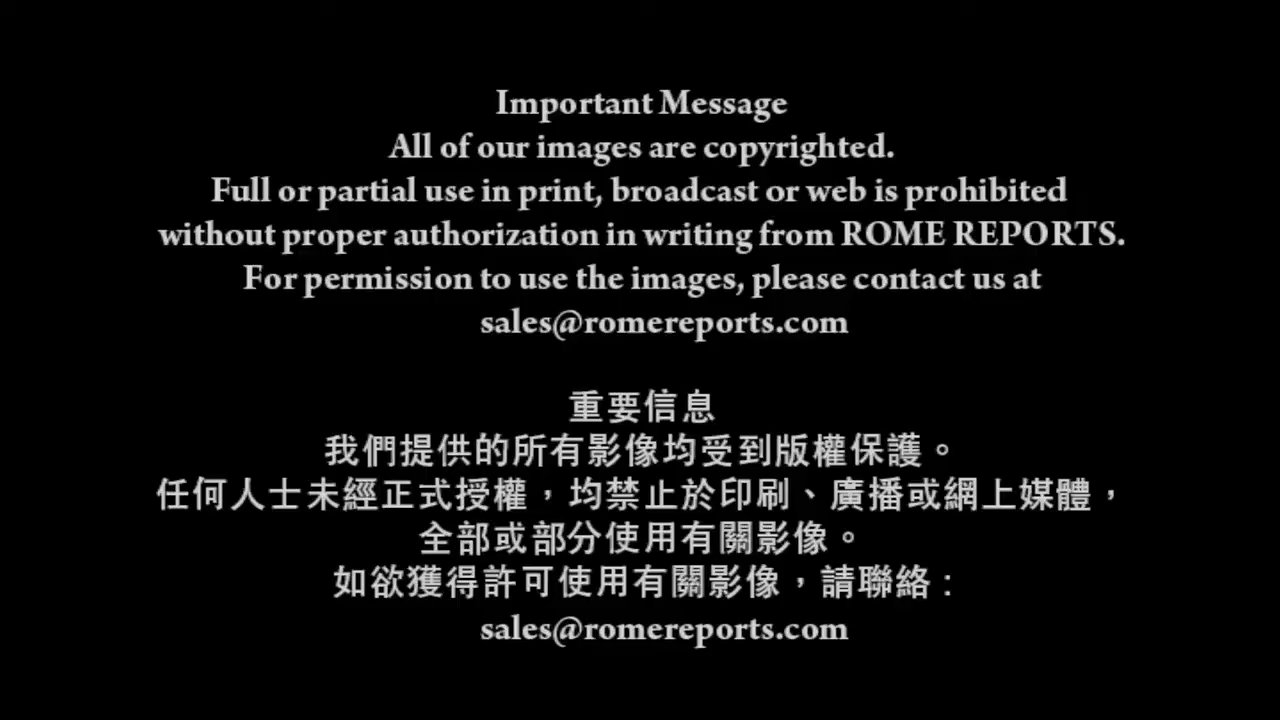 Important Message
All of our images are copyrighted.
Full or partial use in print, broadcast or web is prohibited
without proper authorization in writing from ROME REPORTS.
For permission to use the images, please contact us at
sales@romereports.com
重要信息
我們提供的所有影像均受到版權保護。
任何人士未經正式授權，均禁止於印刷、廣播或網上媒體，
全部或部分使用有關影像。
如欲獲得許可使用有關影像，請聯絡：
sales@romereports.com